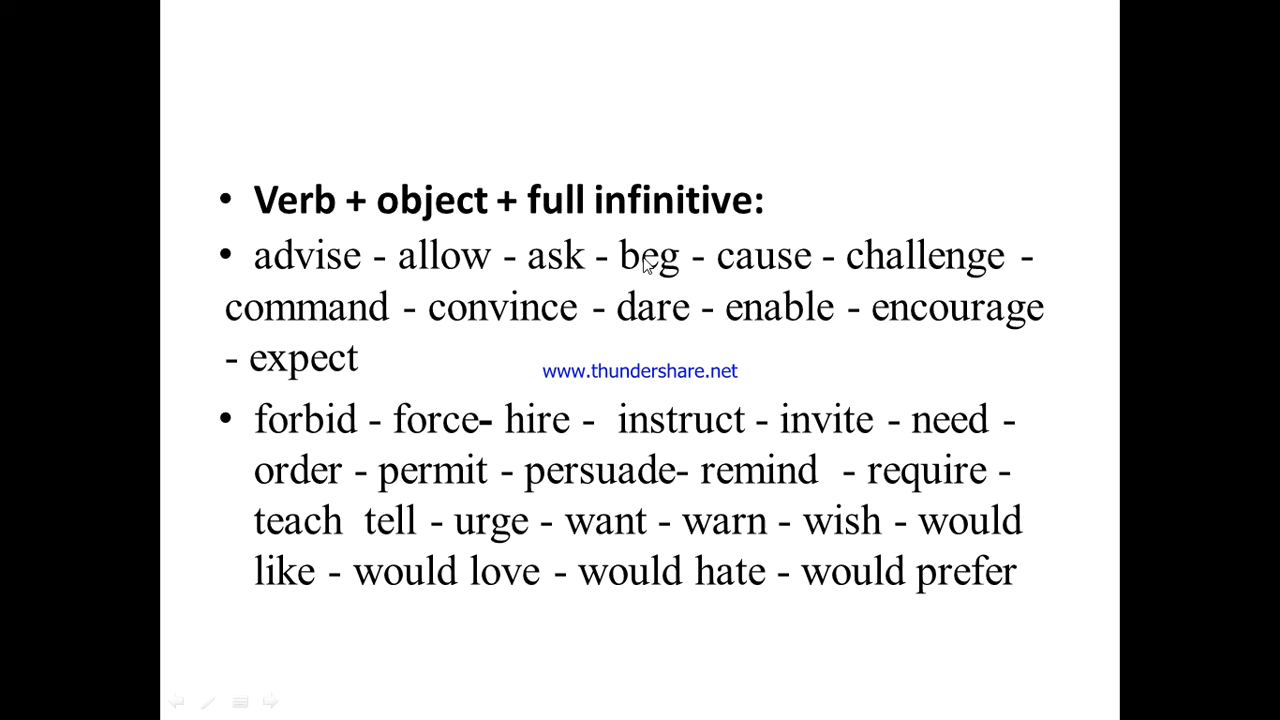 • Verb + object + full infinitive:
• advise - allow - ask - beg - cause - challenge -
command - convince - dare - enable - encourage
- expect
www.thundershare.net
• forbid - force- hire - instruct - invite - need -
order - permit - persuade- remind - require -
teach tell - urge - want - warn - wish - would
like - would love - would hate - would prefer